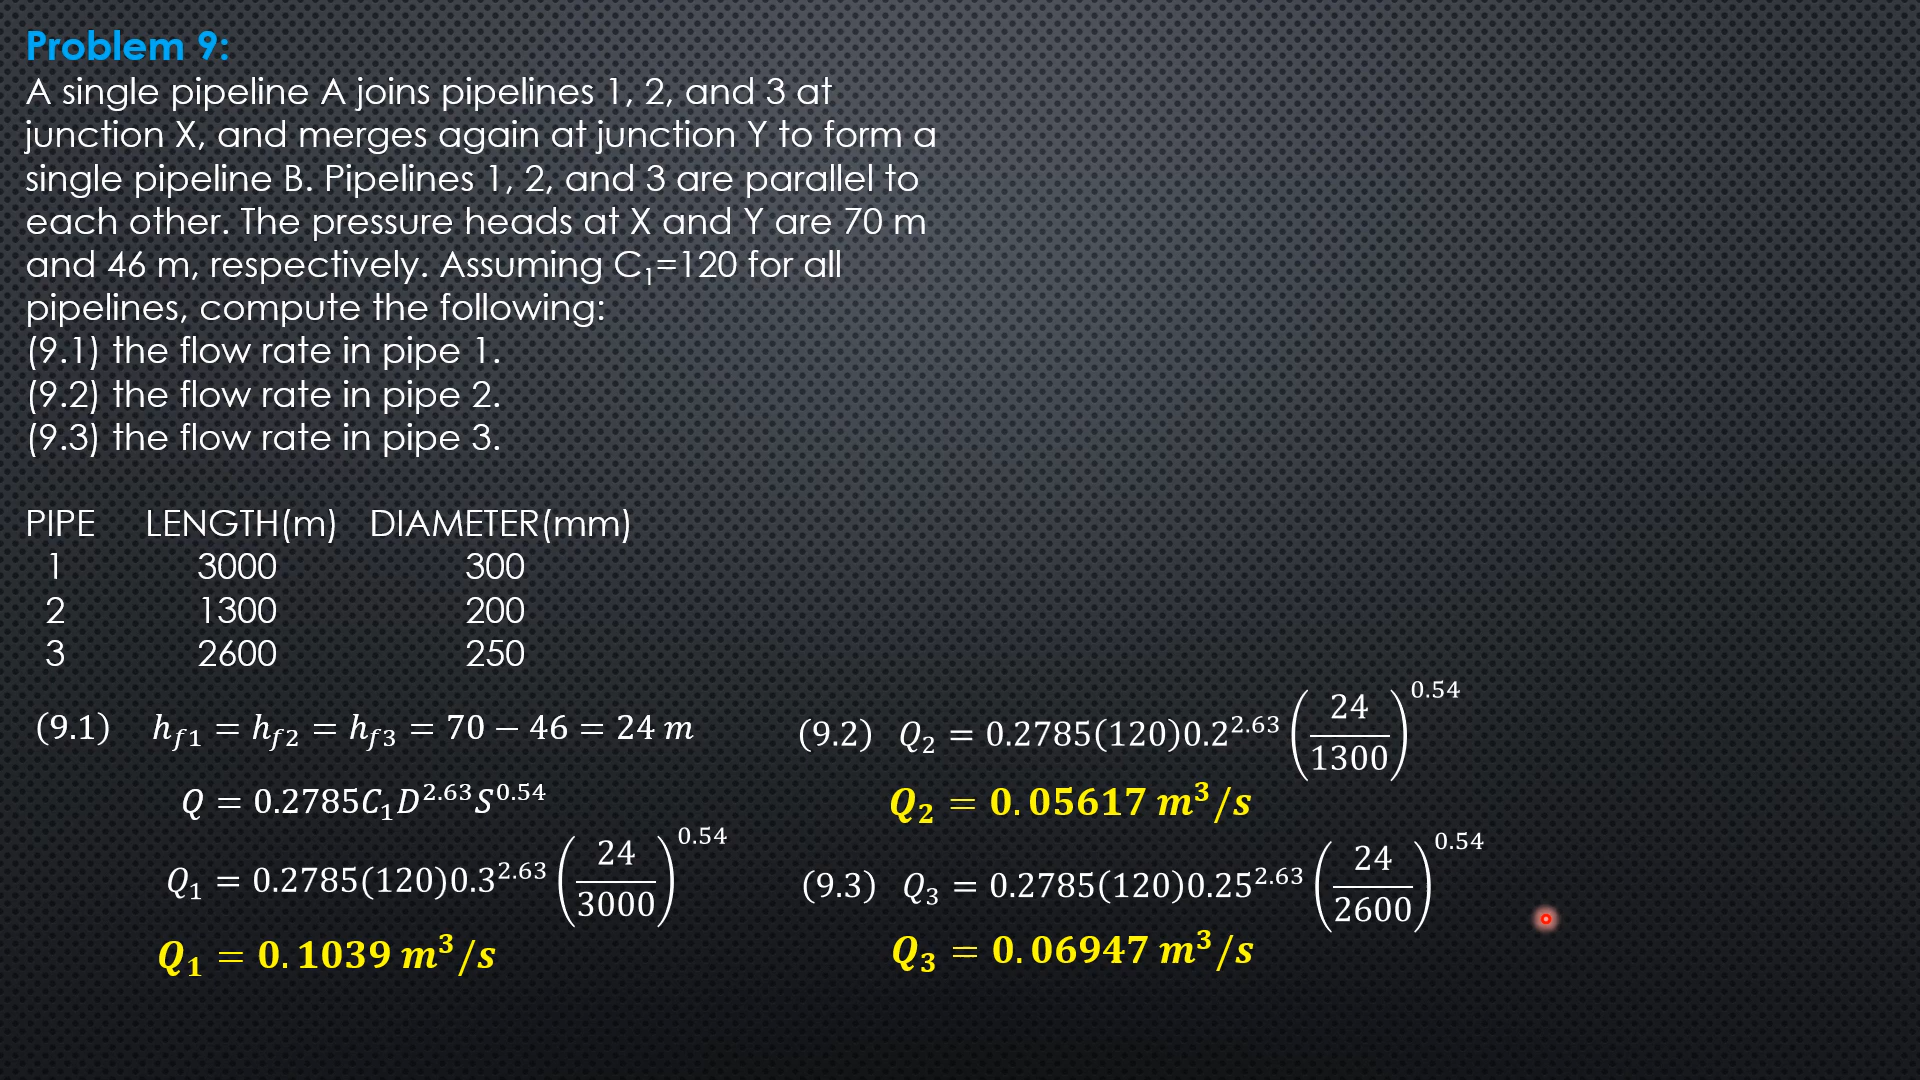 Problem 9:
A single pipeline A joins pipelines 1, 2, and 3 at
junction X, and merges again at junction Y to form a
single pipeline B. Pipelines 1, 2, and 3 are parallel to
each other. The pressure heads at X and Y are 70 m
and 46 m, respectively. Assuming C₁=120 for all
pipelines, compute the following:
(9.1) the flow rate in pipe 1.
(9.2) the flow rate in pipe 2.
(9.3) the flow rate in pipe 3.
PIPE LENGTH(m) DIAMETER(mm)
1 3000 300
2 1300 200
3 2600 250
(9.1) h_{f1} = h_{f2} = h_{f3} = 70 − 46 = 24 m
Q = 0.2785C₁D^{2.63}S^{0.54}
Q₁ = 0.2785(120)0.3^{2.63}(24/3000)^{0.54}
Q₁ = 0.1039 m³/s
(9.2) Q₂ = 0.2785(120)0.2^{2.63}(24/1300)^{0.54}
Q₂ = 0.05617 m³/s
(9.3) Q₃ = 0.2785(120)0.25^{2.63}(24/2600)^{0.54}
Q₃ = 0.06947 m³/s